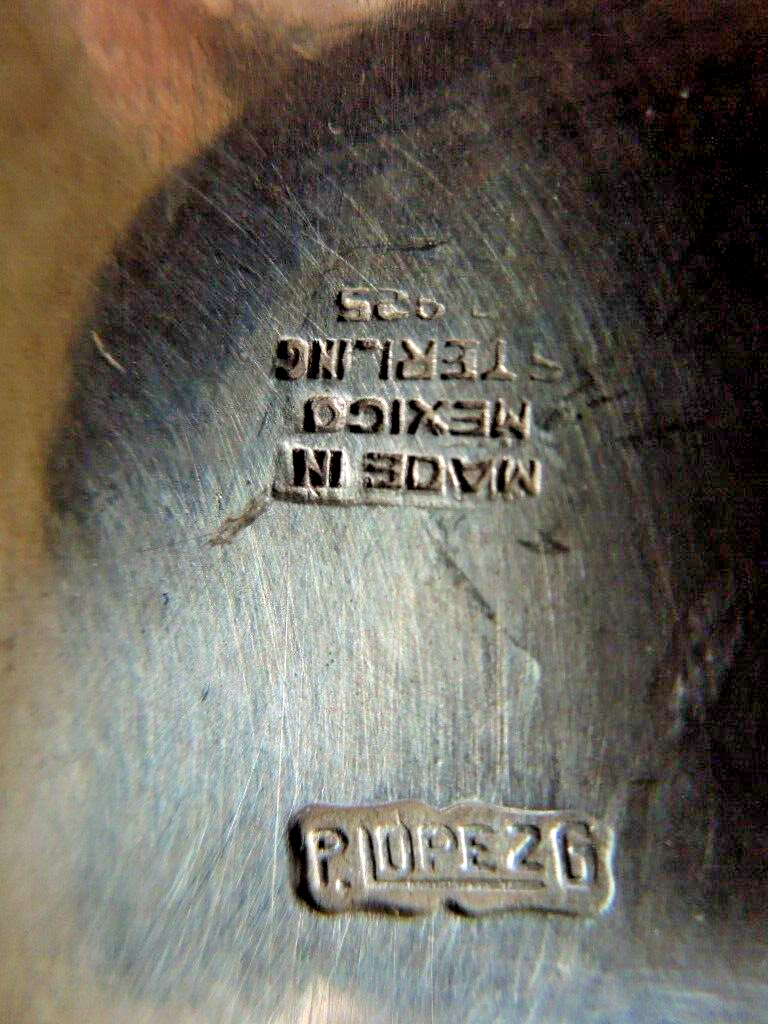 MADE IN
MEXICO
STERLING
925
P. LOPEZ G